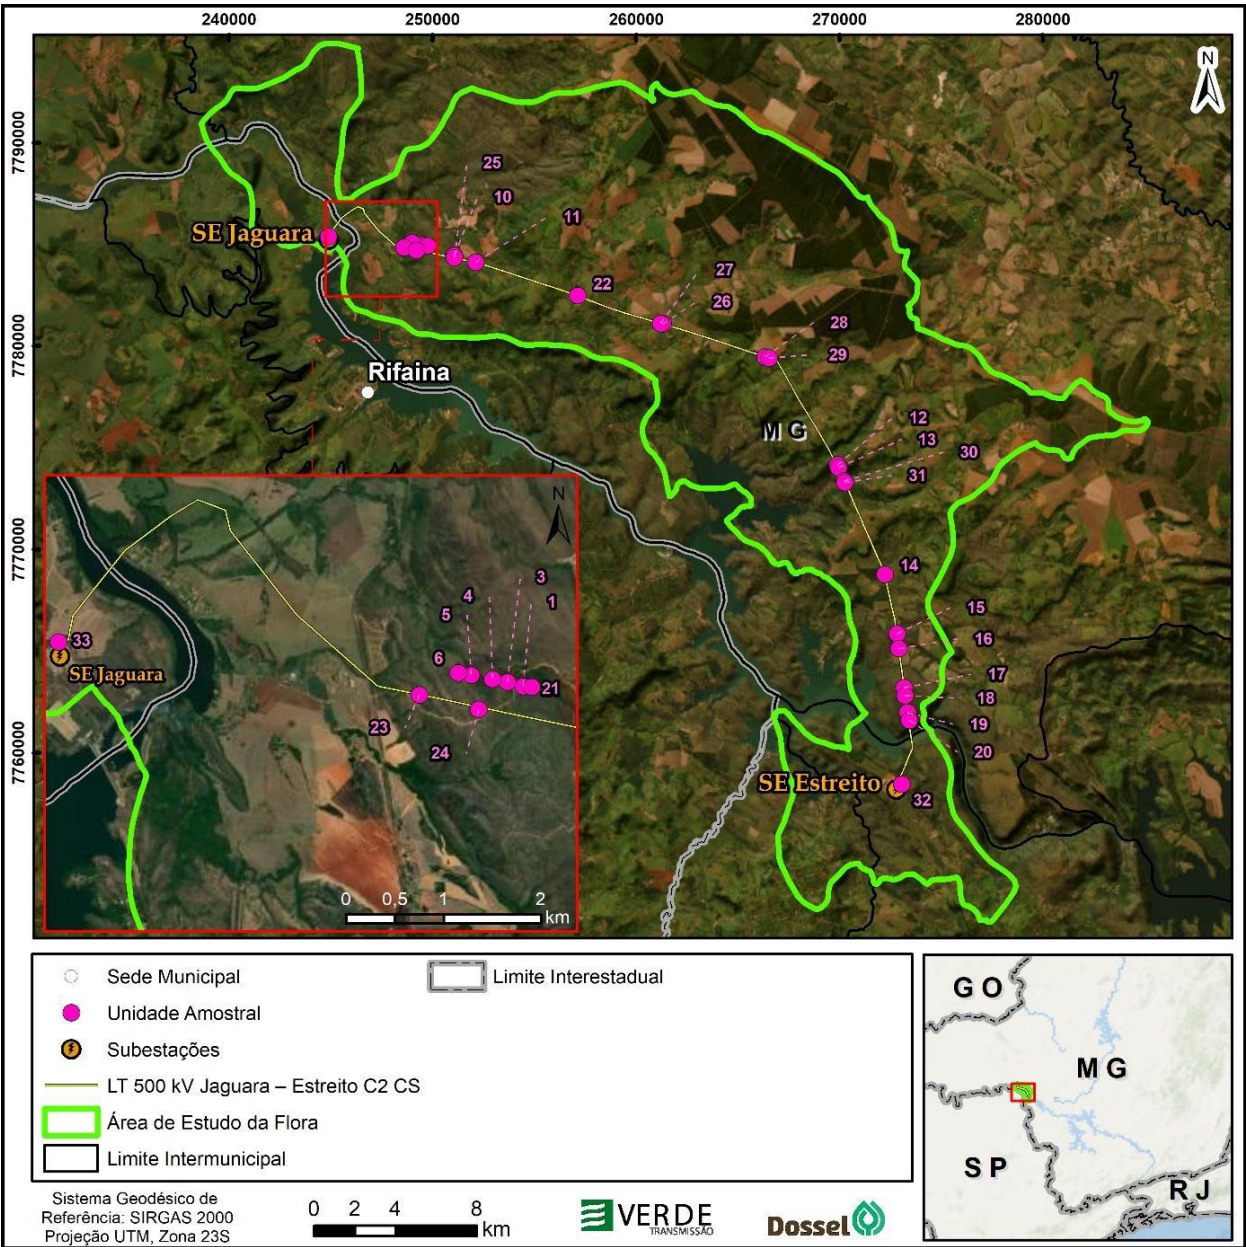 240000
250000
260000
270000
280000
7790000
7780000
7770000
7760000
N
25
10
11
SE Jaguara
22
27
26
28
29
Rifaina
MG
12
13
30
31
14
15
16
17
18
19
20
SE Estreito
32
N
3
4
1
5
6
33
SE Jaguara
21
23
24
0 0,5 1 2
km
Sede Municipal
Limite Interestadual
Unidade Amostral
Subestações
LT 500 kV Jaguara – Estreito C2 CS
Área de Estudo da Flora
Limite Intermunicipal
Sistema Geodésico de
Referência: SIRGAS 2000
Projeção UTM, Zona 23S
0 2 4 8
km
VERDE
TRANSMISSÃO
Dossel
GO
MG
SP
RJ